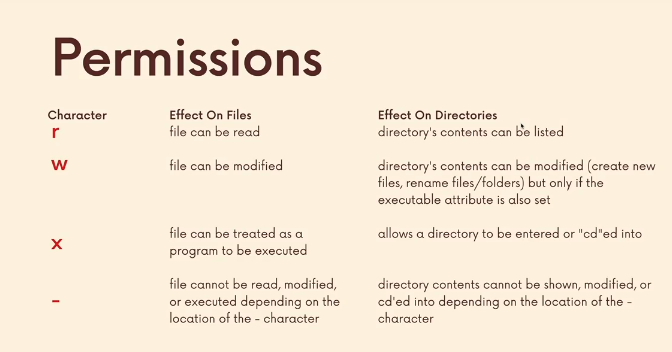 Permissions
Character Effect On Files Effect On Directories
r file can be read directory's contents can be listed
w file can be modified directory's contents can be modified (create new
files, rename files/folders) but only if the
executable attribute is also set
x file can be treated as a allows a directory to be entered or "cd"ed into
program to be executed
- file cannot be read, modified, directory contents cannot be shown, modified, or
or executed depending on the cd'ed into depending on the location of the -
location of the - character character